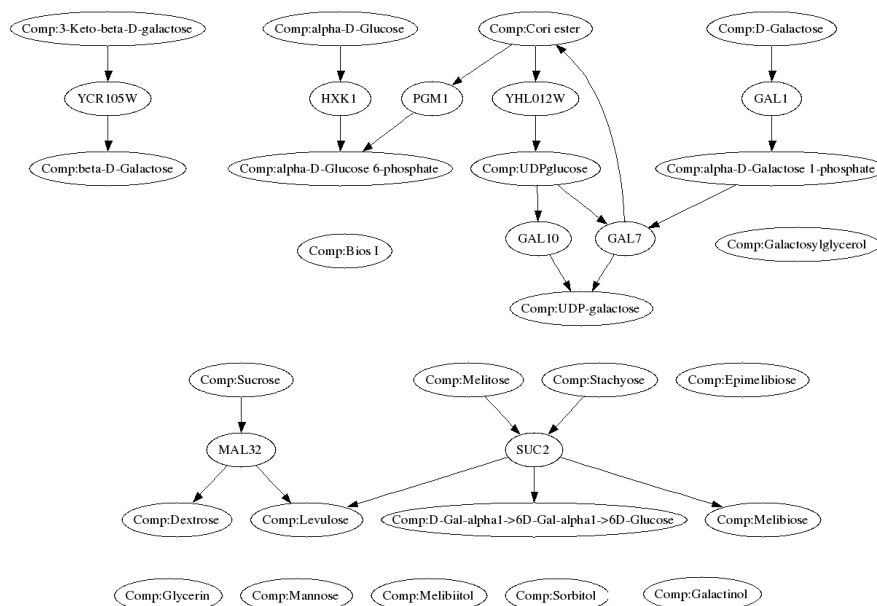 Comp:3-Keto-beta-D-galactose
Comp:alpha-D-Glucose
Comp:Cori ester
Comp:D-Galactose
YCR105W
HXK1
PGM1
YHL012W
GAL1
Comp:beta-D-Galactose
Comp:alpha-D-Glucose 6-phosphate
Comp:UDPglucose
Comp:alpha-D-Galactose 1-phosphate
Comp:Bios I
GAL10
GAL7
Comp:Galactosylglycerol
Comp:UDP-galactose
Comp:Sucrose
Comp:Melitose
Comp:Stachyose
Comp:Epimelibiose
MAL32
SUC2
Comp:Dextrose
Comp:Levulose
Comp:D-Gal-alpha1->6D-Gal-alpha1->6D-Glucose
Comp:Melibiose
Comp:Glycerin
Comp:Mannose
Comp:Melibiitol
Comp:Sorbitol
Comp:Galactinol